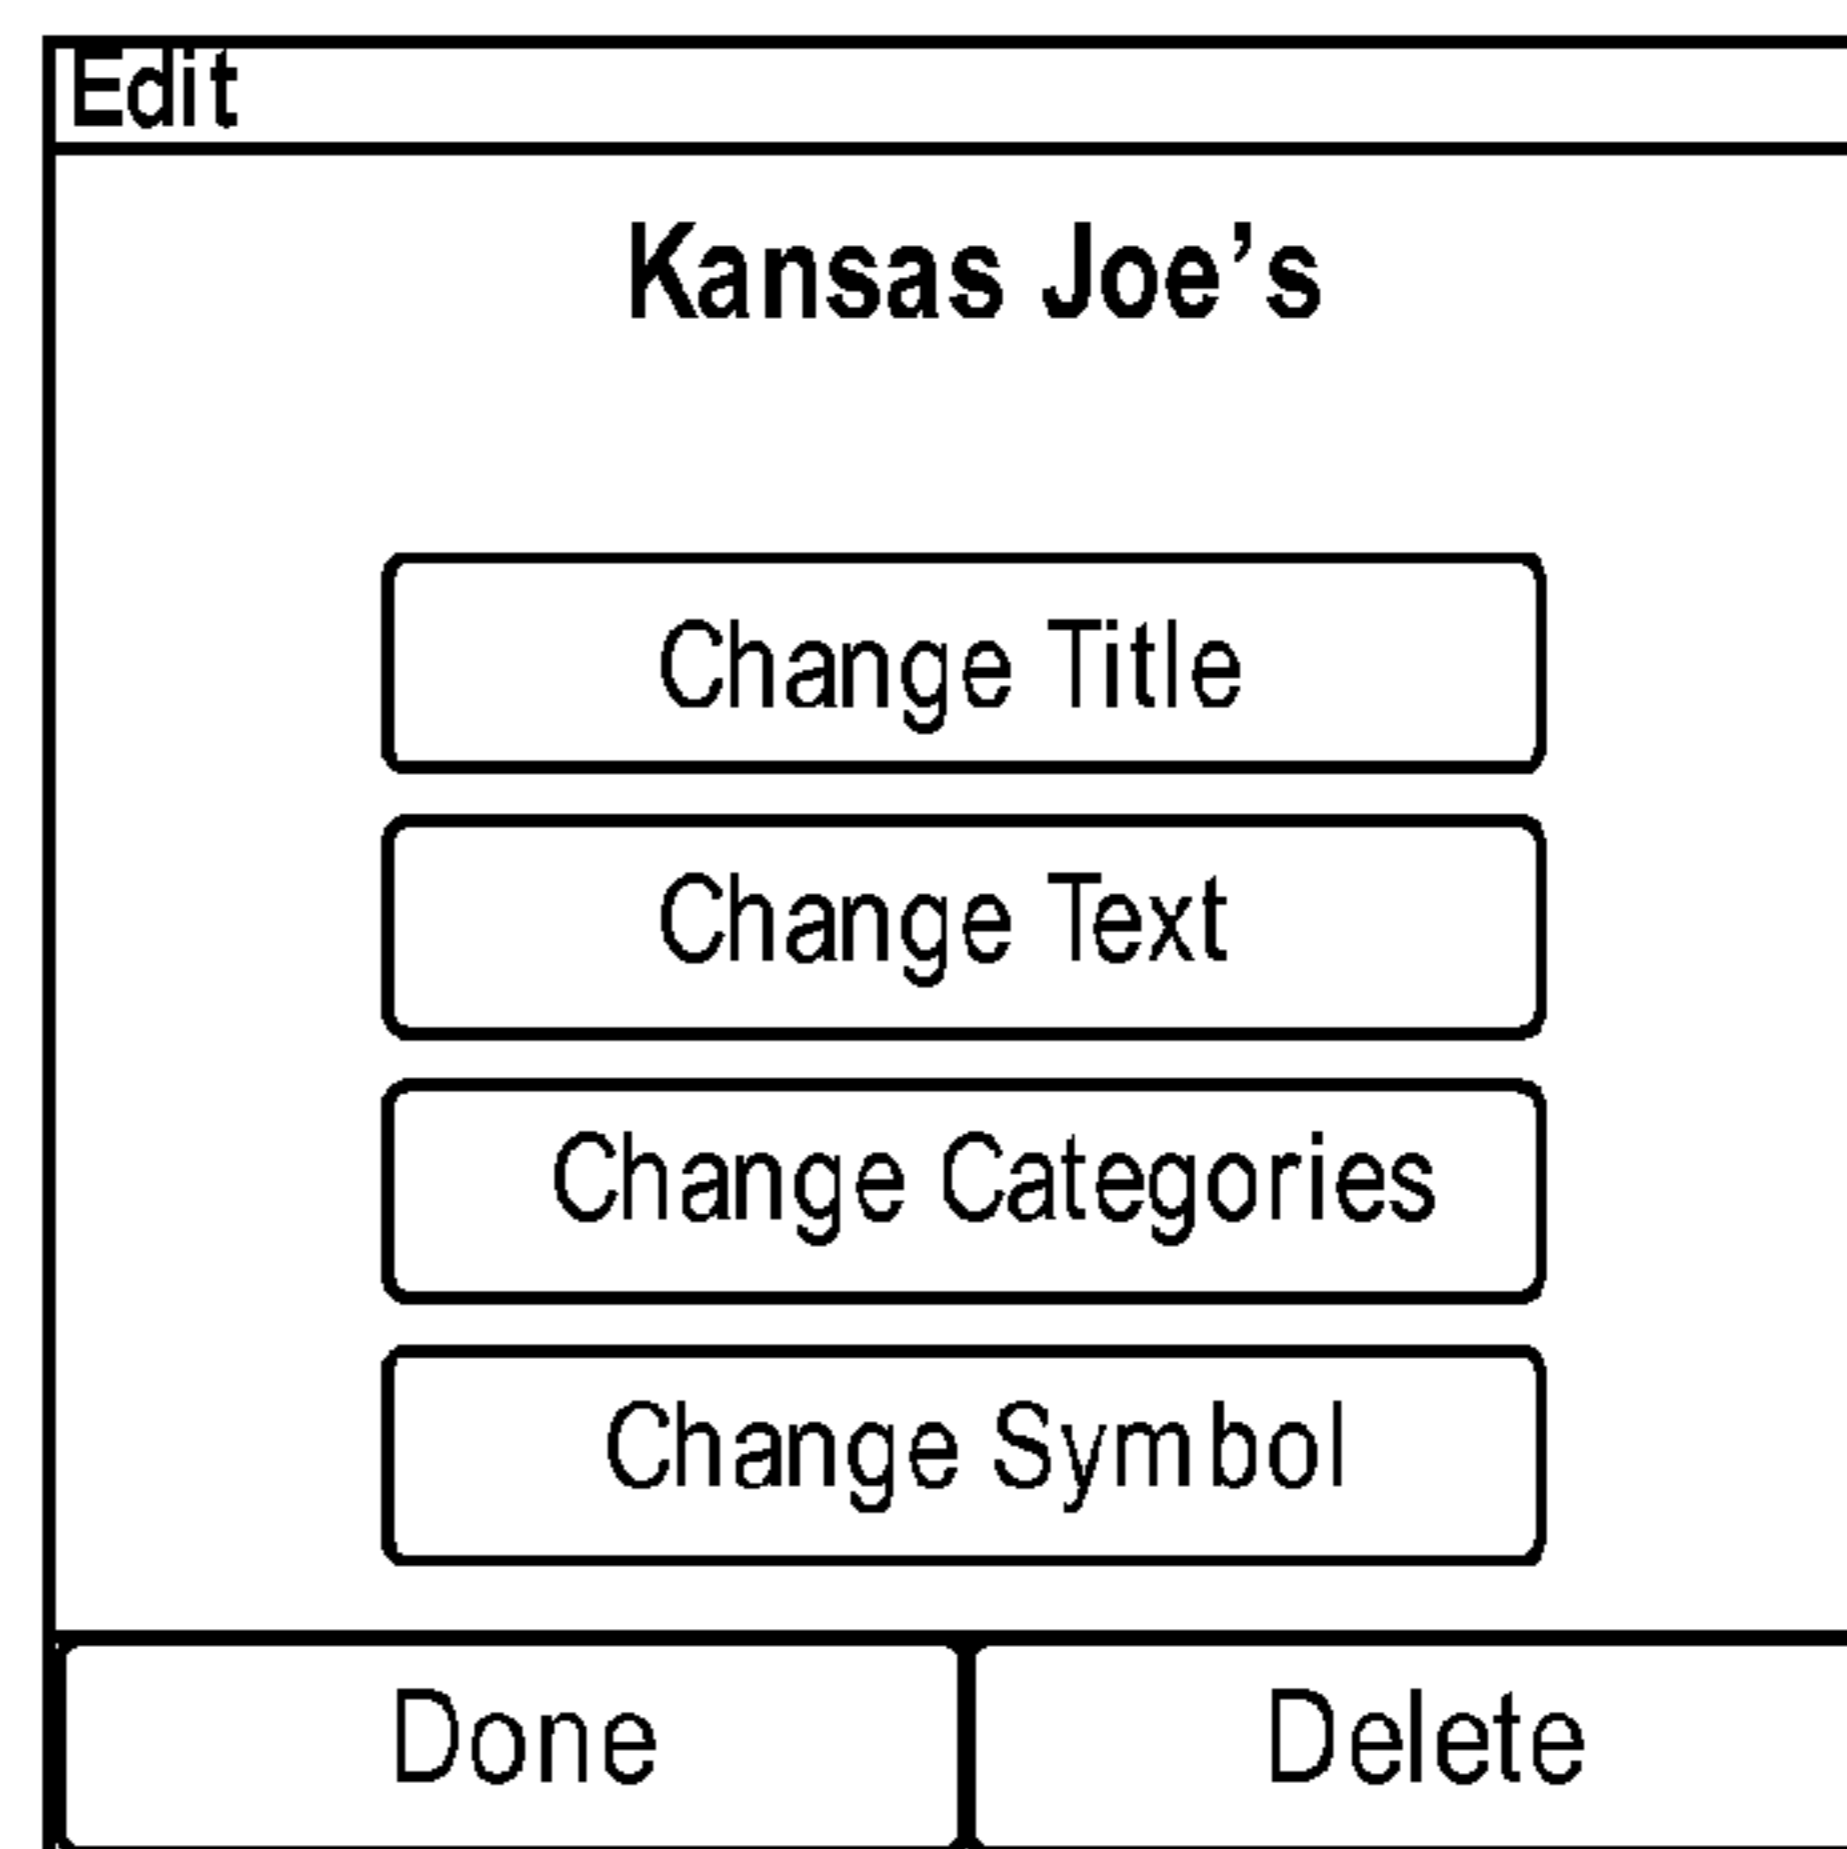 Edit
Kansas Joe’s
Change Title
Change Text
Change Categories
Change Symbol
Done
Delete